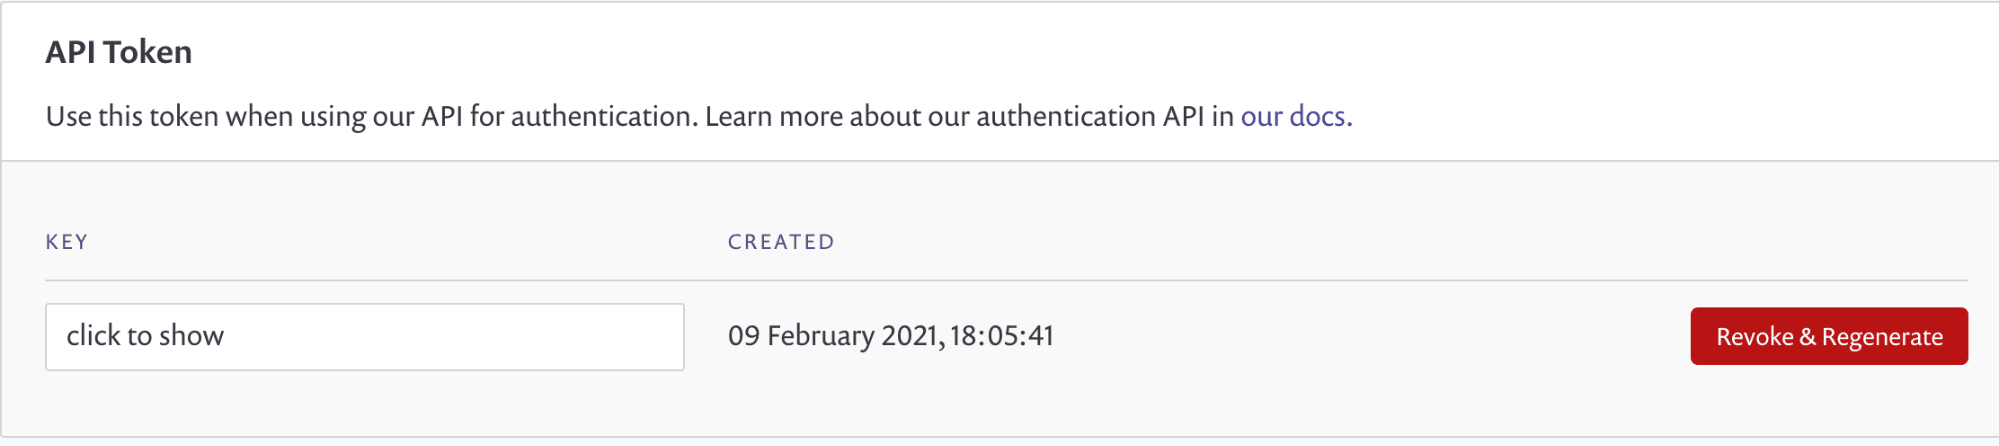 API Token
Use this token when using our API for authentication. Learn more about our authentication API in our docs.
KEY CREATED
click to show 09 February 2021, 18:05:41 Revoke & Regenerate